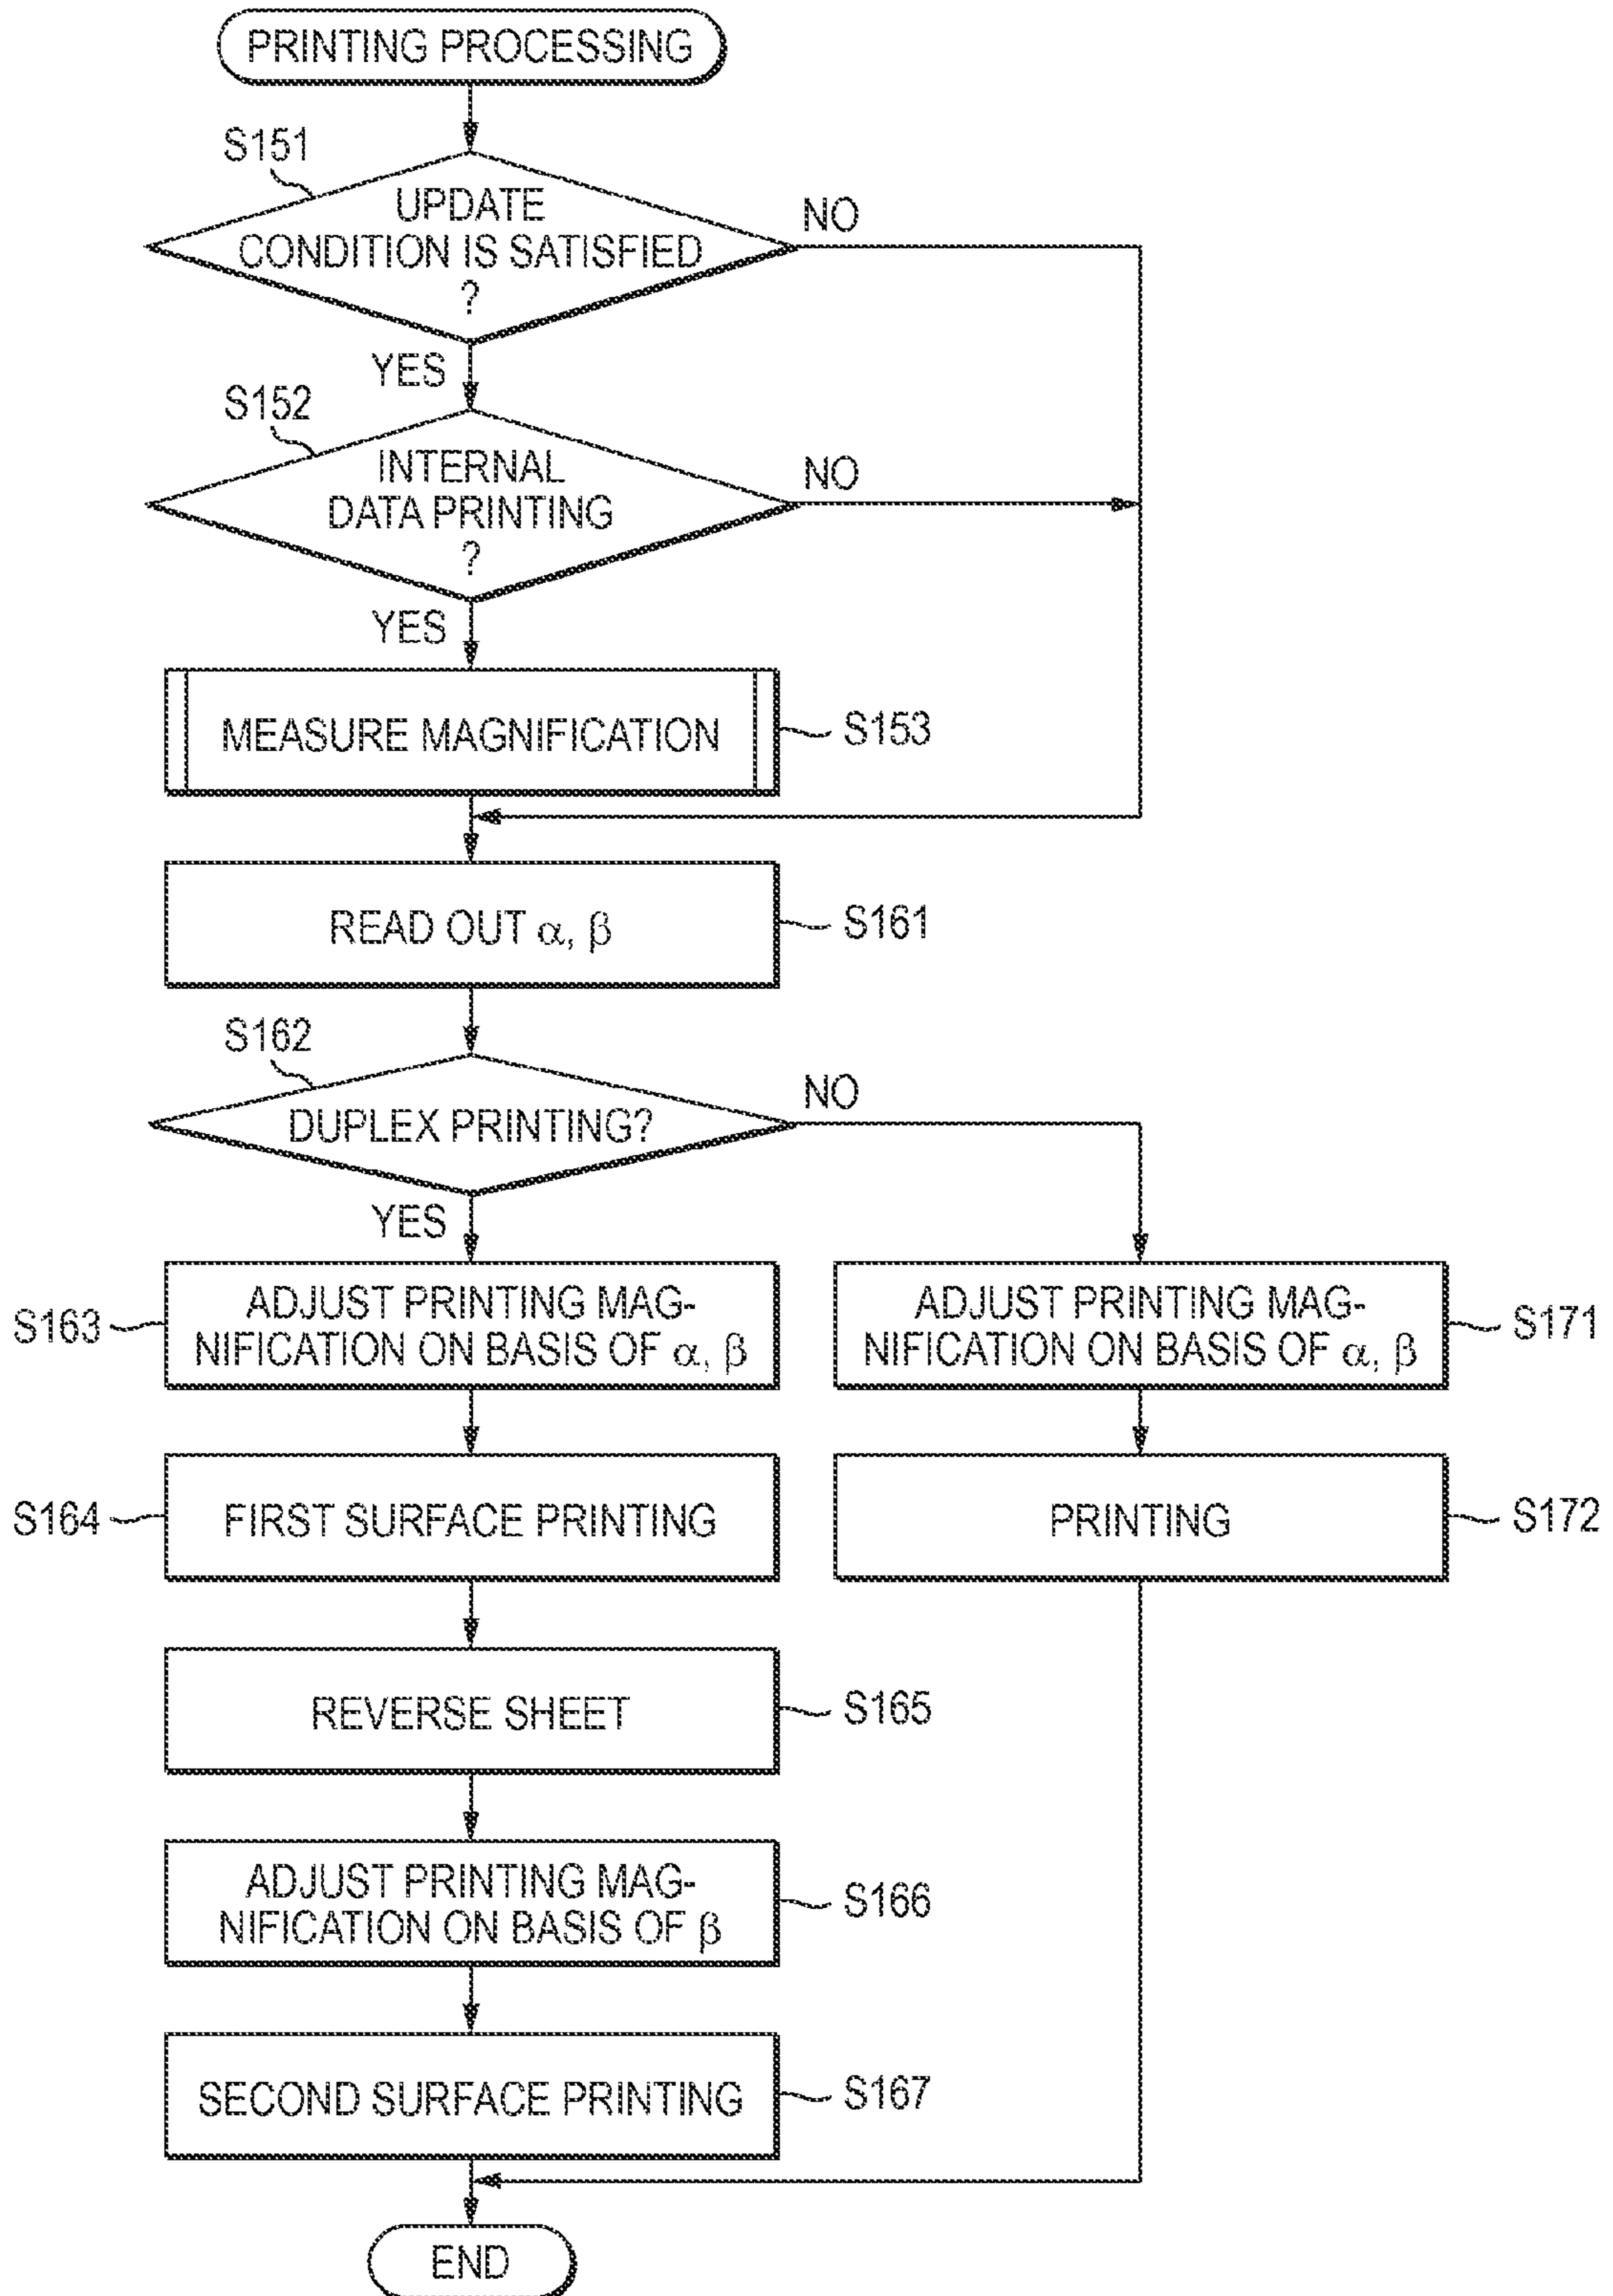 PRINTING PROCESSING
S151
UPDATE
CONDITION IS SATISFIED
?
NO
YES
S152
INTERNAL
DATA PRINTING
?
NO
YES
MEASURE MAGNIFICATION
S153
READ OUT α, β
S161
S162
DUPLEX PRINTING?
NO
YES
S163
ADJUST PRINTING MAG-
NIFICATION ON BASIS OF α, β
ADJUST PRINTING MAG-
NIFICATION ON BASIS OF α, β
S171
S164
FIRST SURFACE PRINTING
PRINTING
S172
REVERSE SHEET
S165
ADJUST PRINTING MAG-
NIFICATION ON BASIS OF β
S166
SECOND SURFACE PRINTING
S167
END